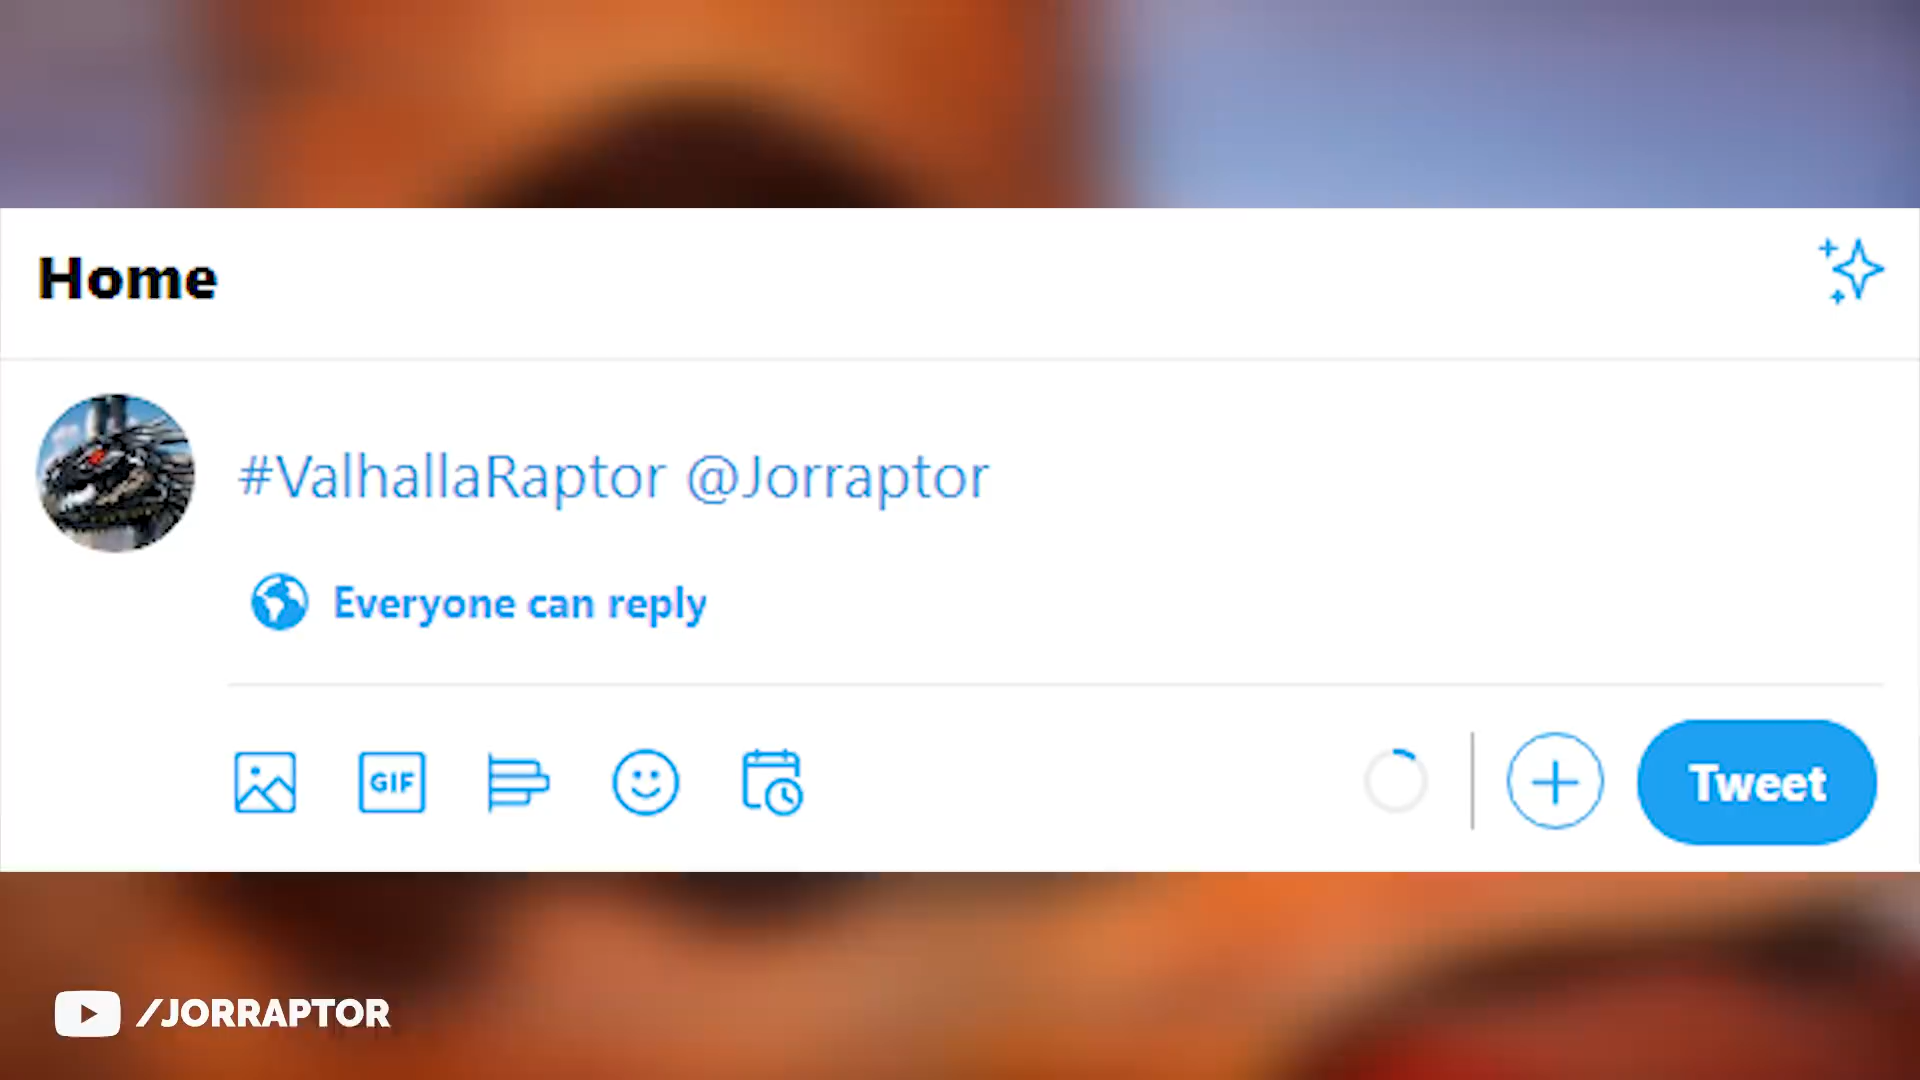 Home
#ValhallaRaptor @Jorraptor
Everyone can reply
GIF
Tweet
/JORRAPTOR